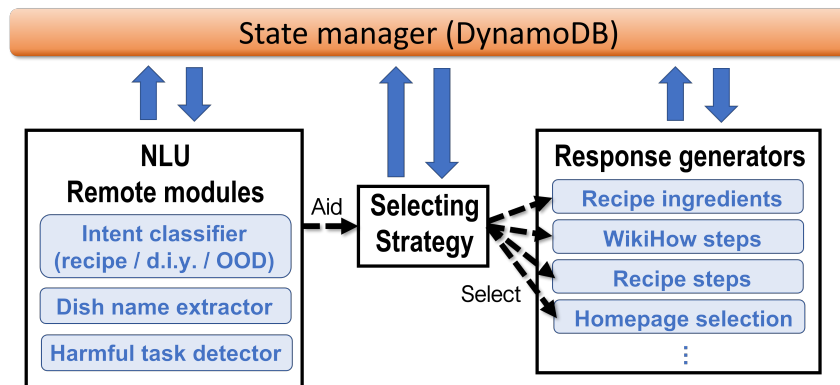 State manager (DynamoDB)
NLU
Remote modules
Intent classifier
(recipe / d.i.y. / OOD)
Dish name extractor
Harmful task detector
Aid
Selecting
Strategy
Select
Response generators
Recipe ingredients
WikiHow steps
Recipe steps
Homepage selection
⋮